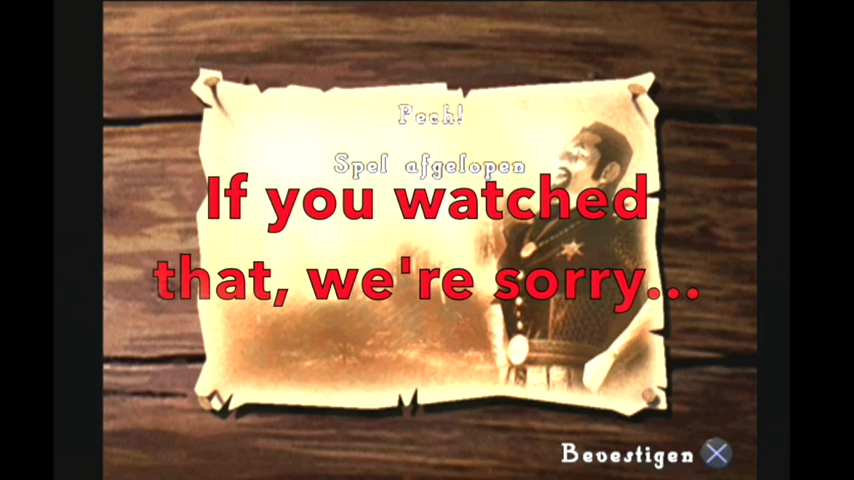 Pech!
Spel afgelopen
If you watched
that, we're sorry...
Bevestigen